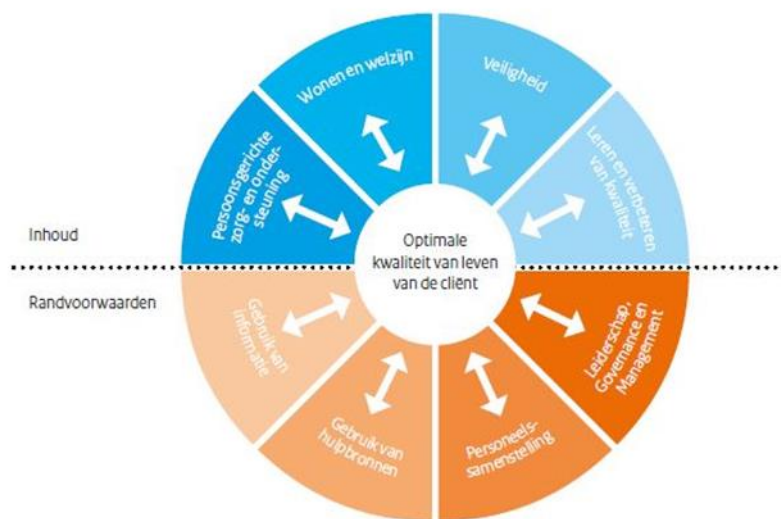 Wonen en welzijn
Veiligheid
Persoonsgerichte
zorg- en onder-
steuning
Leren en verbeteren
van kwaliteit
Inhoud
Optimale
kwaliteit van leven
van de cliënt
Randvoorwaarden
Gebruik van
informatie
Leiderschap,
Governance en
Management
Gebruik van
hulpbronnen
Personeels-
samenstelling